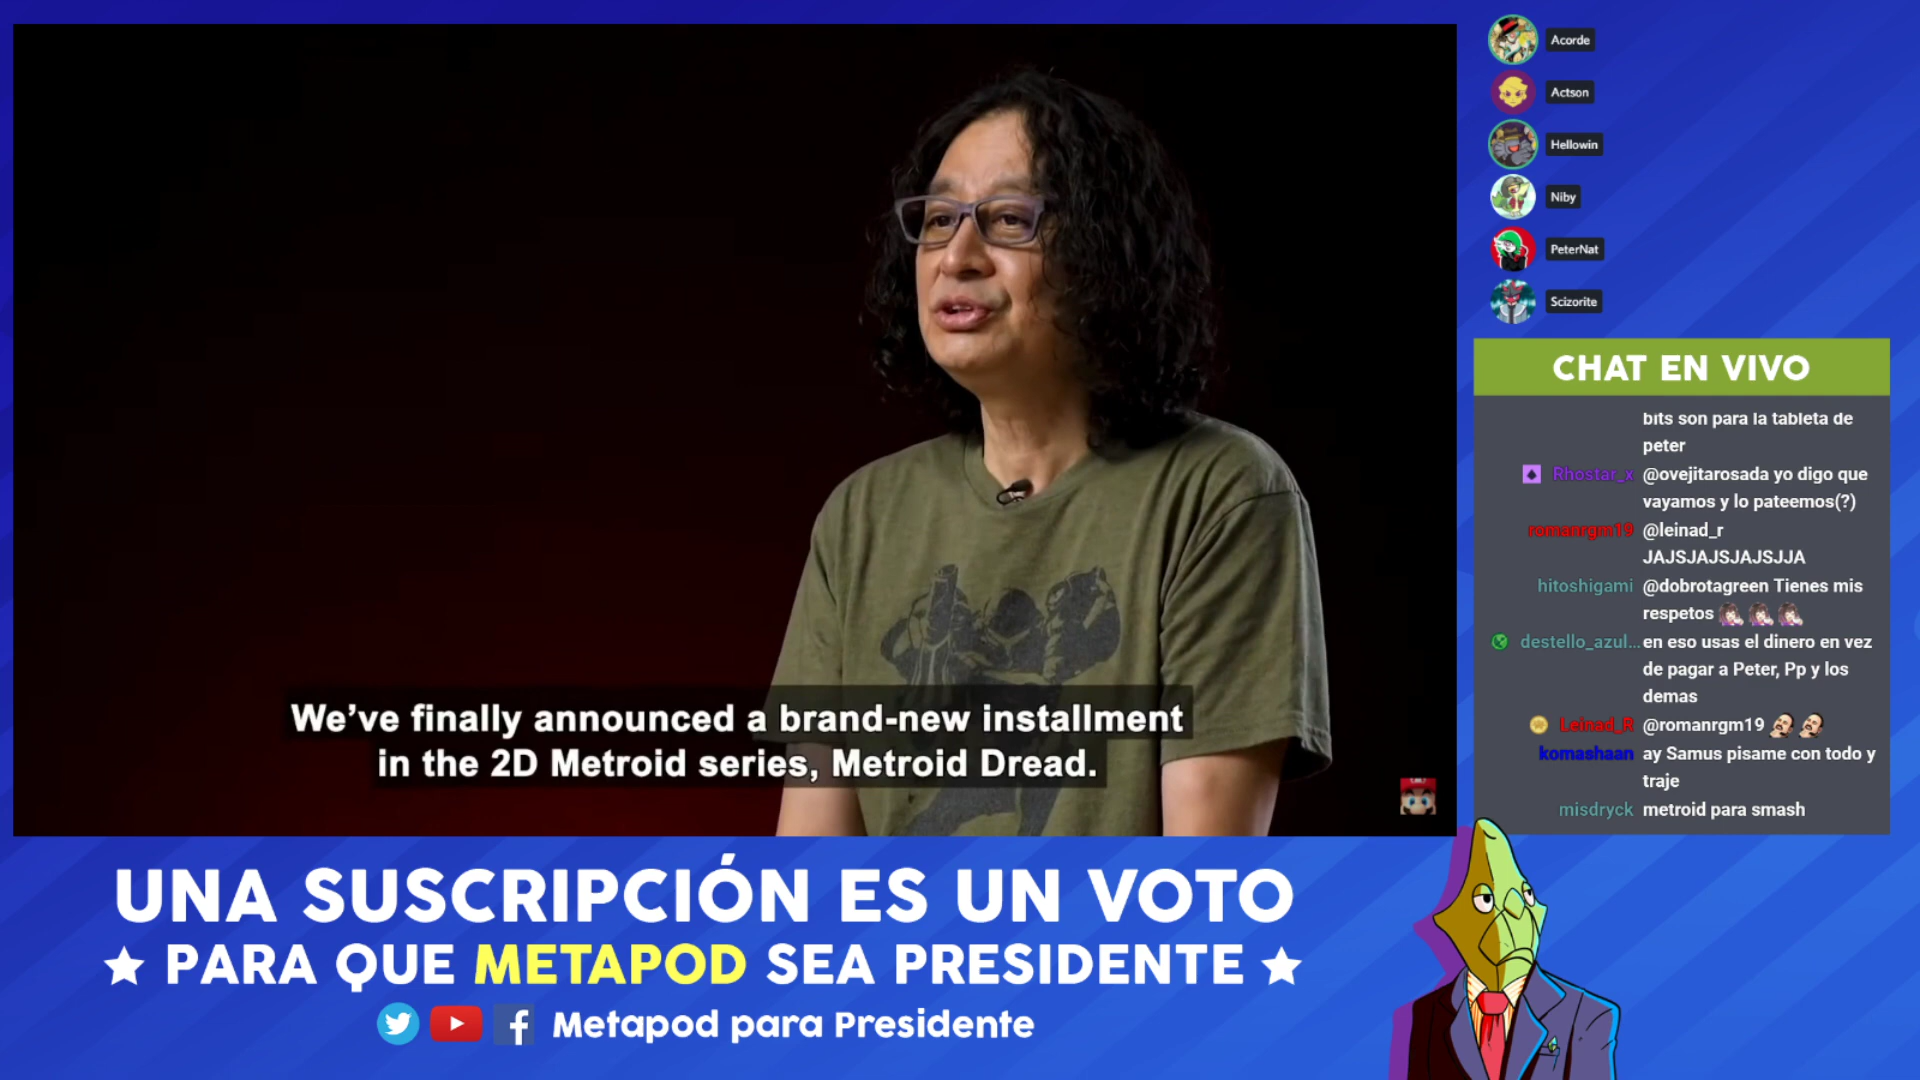 Acorde
Actson
Hellowin
Niby
PeterNat
Scizorite
CHAT EN VIVO
bits son para la tableta de
peter
Rhostar_x @ovejitarosada yo digo que
vayamos y lo pateemos(?)
romanrgm19 @leinad_r
JAJSJAJSJAJSJJA
hitoshigami @dobrotagreen Tienes mis
respetos
destello_azul... en eso usas el dinero en vez
de pagar a Peter, Pp y los
demas
Leinad_R @romanrgm19
komashaan ay Samus pisame con todo y
traje
misdryck metroid para smash
We've finally announced a brand-new installment
in the 2D Metroid series, Metroid Dread.
UNA SUSCRIPCIÓN ES UN VOTO
PARA QUE METAPOD SEA PRESIDENTE
Metapod para Presidente